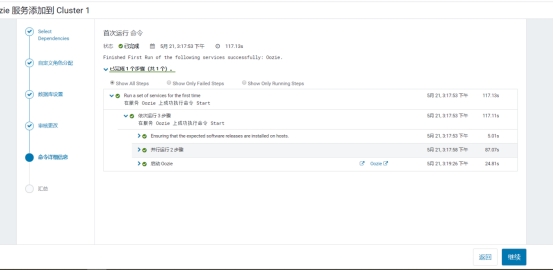 zie 服务添加到 Cluster 1
Select
Dependencies
自定义角色分配
数据库设置
审核更改
命令详细信息
汇总
首次运行 命令
状态 已完成 5月 21, 3:17:53 下午 117.13s
Finished First Run of the following services successfully: Oozie.
已完成 1 个步骤（共 1 个）。
Show All Steps Show Only Failed Steps Show Only Running Steps
Run a set of services for the first time 5月 21, 3:17:53 下午 117.13s
在服务 Oozie 上成功执行命令 Start
依次运行 3 步骤 5月 21, 3:17:53 下午 117.11s
在服务 Oozie 上成功执行命令 Start
Ensuring that the expected software releases are installed on hosts. 5月 21, 3:17:53 下午 5.01s
并行运行 2 步骤 5月 21, 3:17:58 下午 87.07s
启动 Oozie Oozie 5月 21, 3:19:26 下午 24.81s
返回 继续